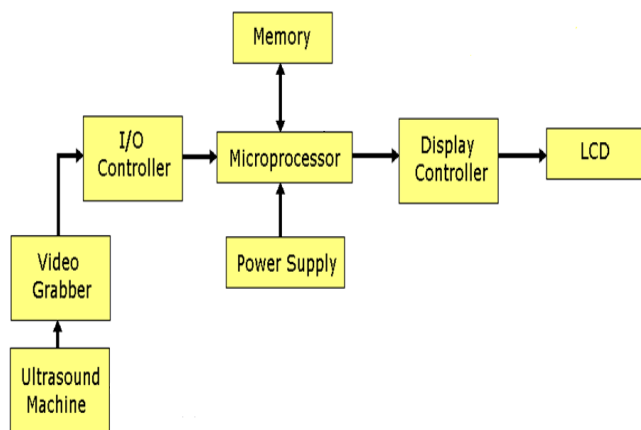 Memory
I/O
Controller
Microprocessor
Display
Controller
LCD
Power Supply
Video
Grabber
Ultrasound
Machine